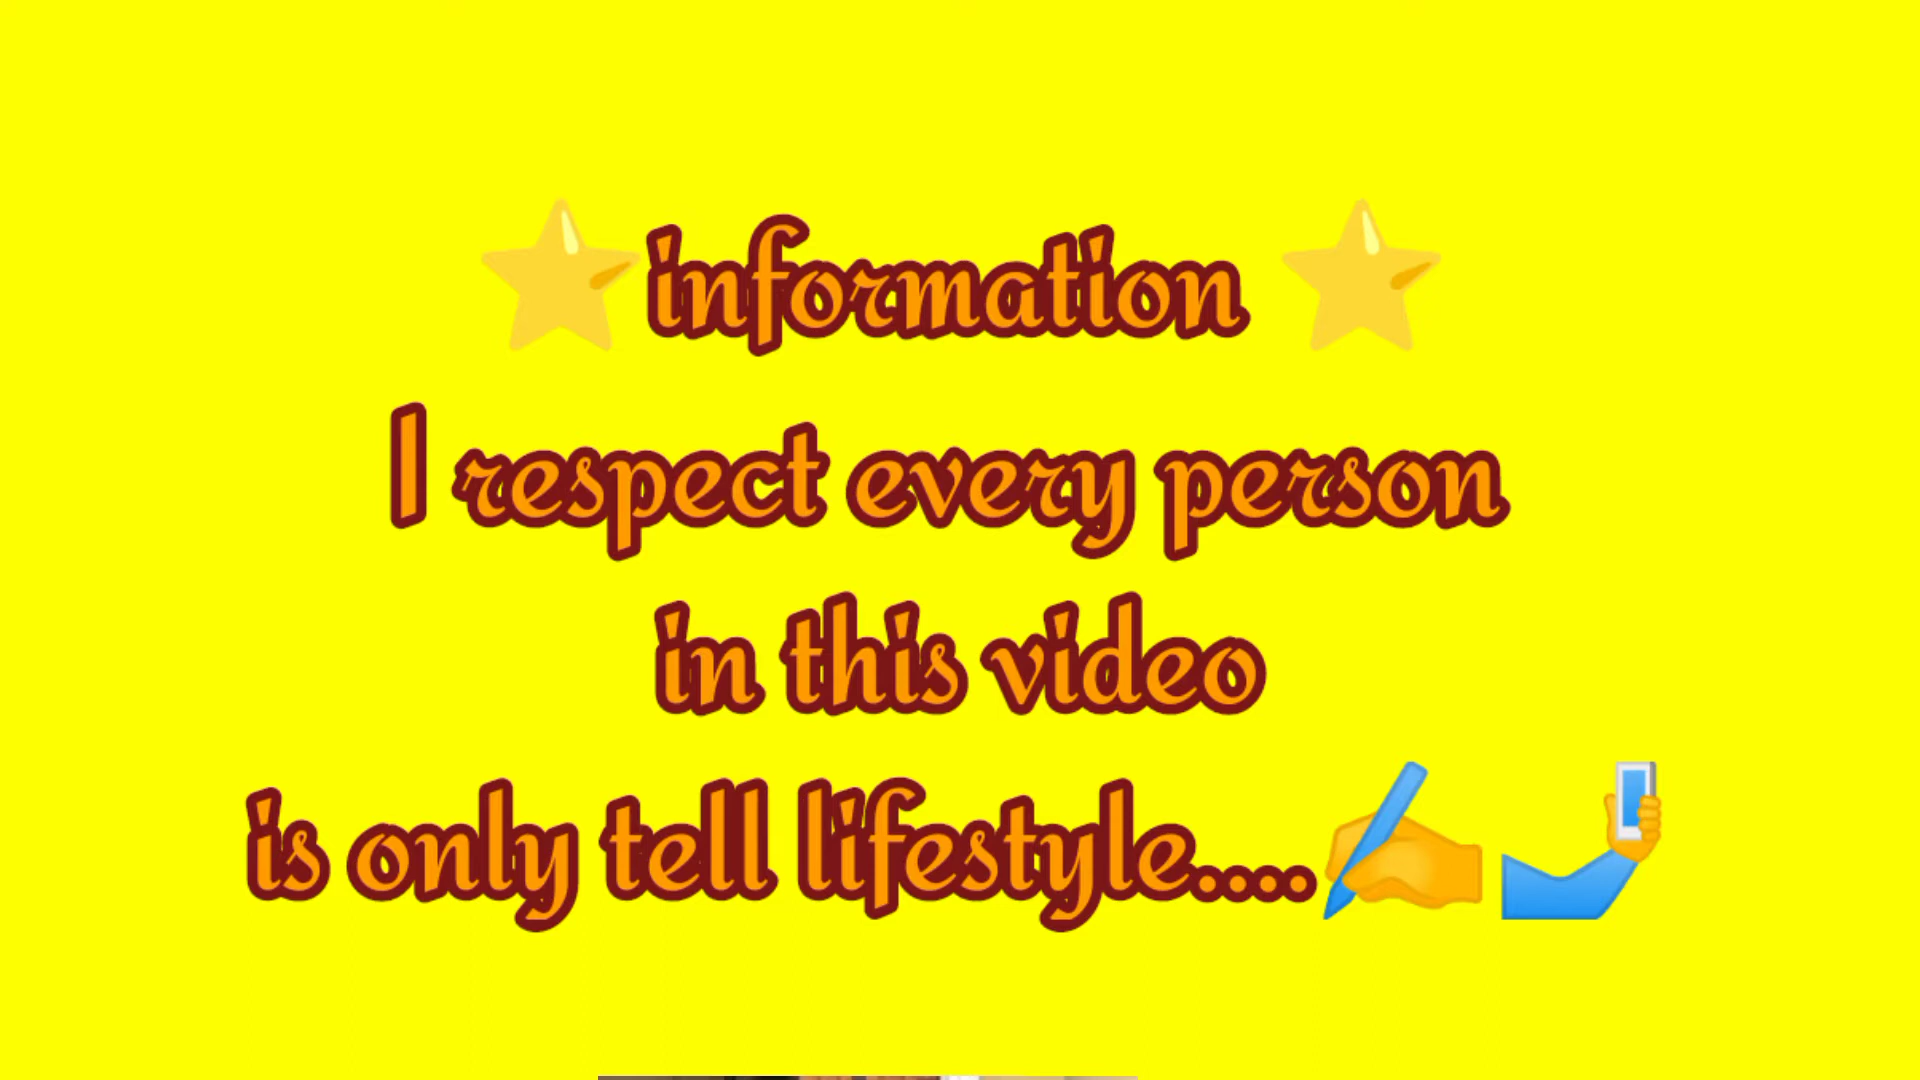 ⭐information ⭐
I respect every person
in this video
is only tell lifestyle....✍🤳